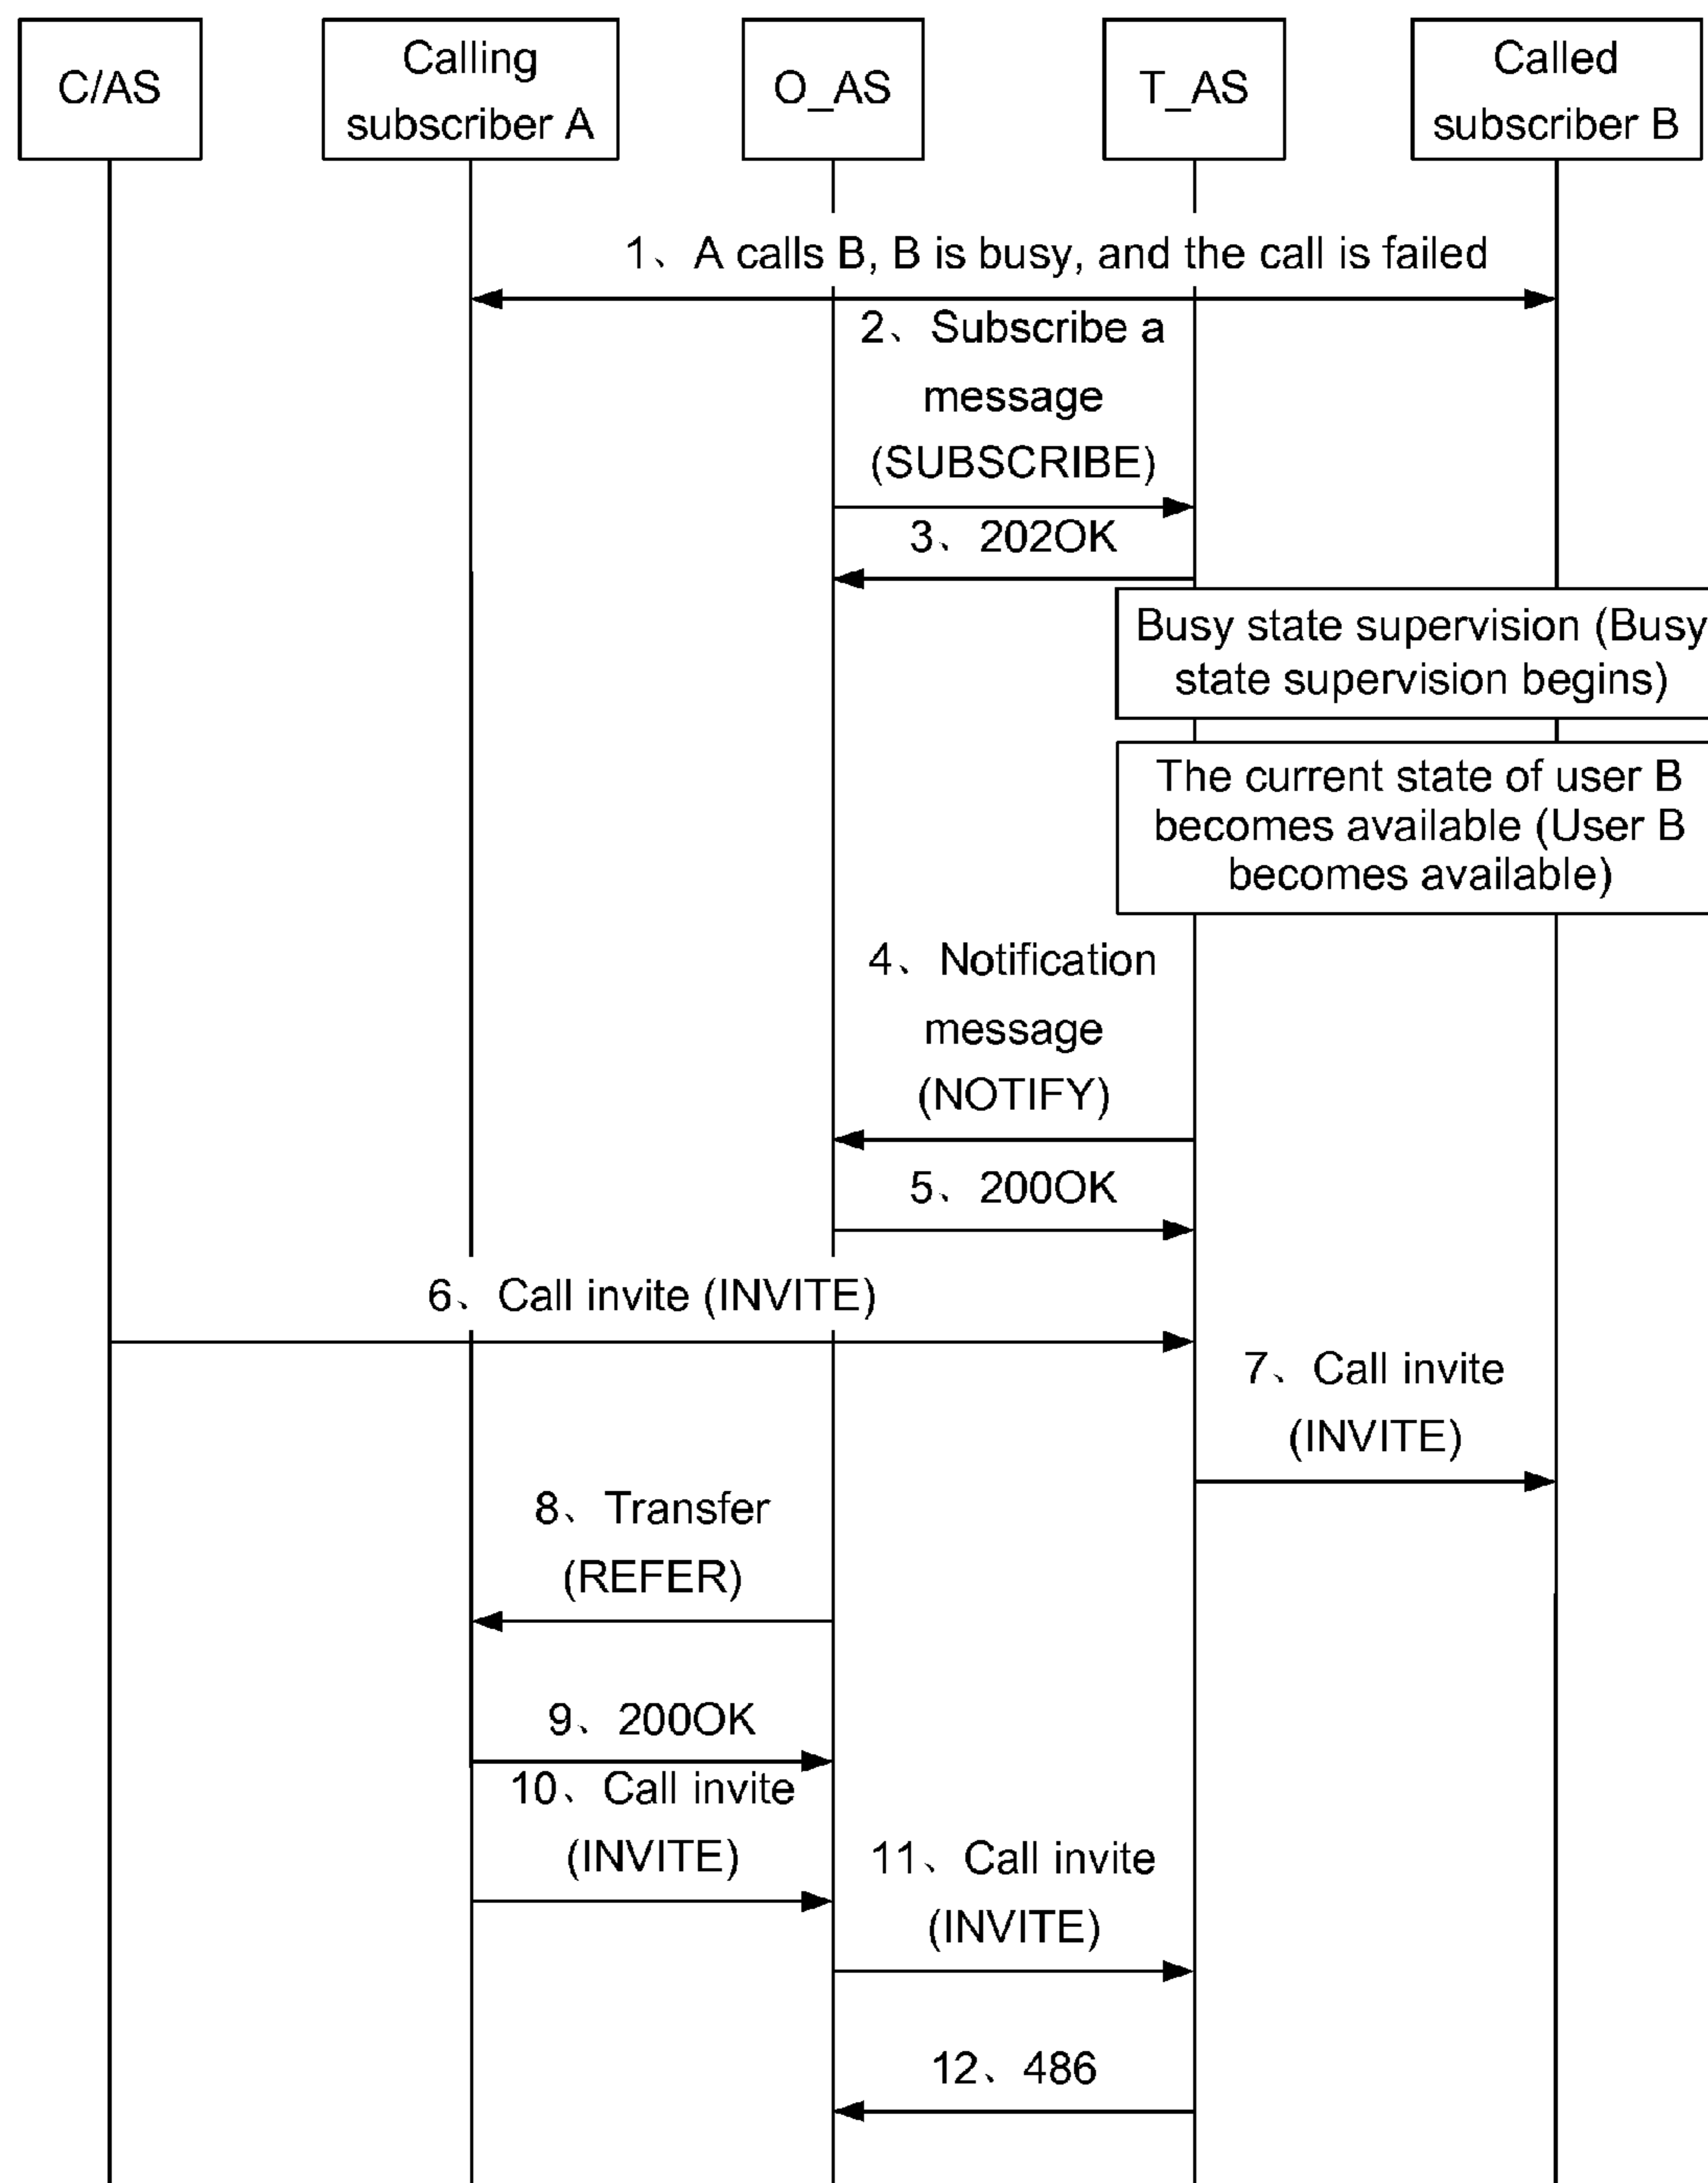 C/AS
Calling
subscriber A
O_AS
T_AS
Called
subscriber B
1、A calls B, B is busy, and the call is failed
2、Subscribe a
message
(SUBSCRIBE)
3、202OK
Busy state supervision (Busy
state supervision begins)
The current state of user B
becomes available (User B
becomes available)
4、Notification
message
(NOTIFY)
5、200OK
6、Call invite (INVITE)
7、Call invite
(INVITE)
8、Transfer
(REFER)
9、200OK
10、Call invite
(INVITE)
11、Call invite
(INVITE)
12、486